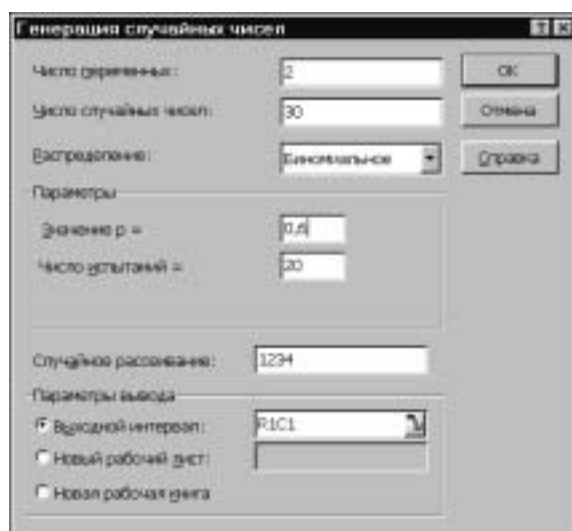 Генерация случайных чисел
Число переменных: 2 OK
Число случайных чисел: 30 Отмена
Распределение: Биномиальное Справка
Параметры
Значение p = 0,6
Число испытаний = 20
Случайное рассеивание: 1234
Параметры вывода
Выходной интервал: R1C1
Новый рабочий лист:
Новая рабочая книга